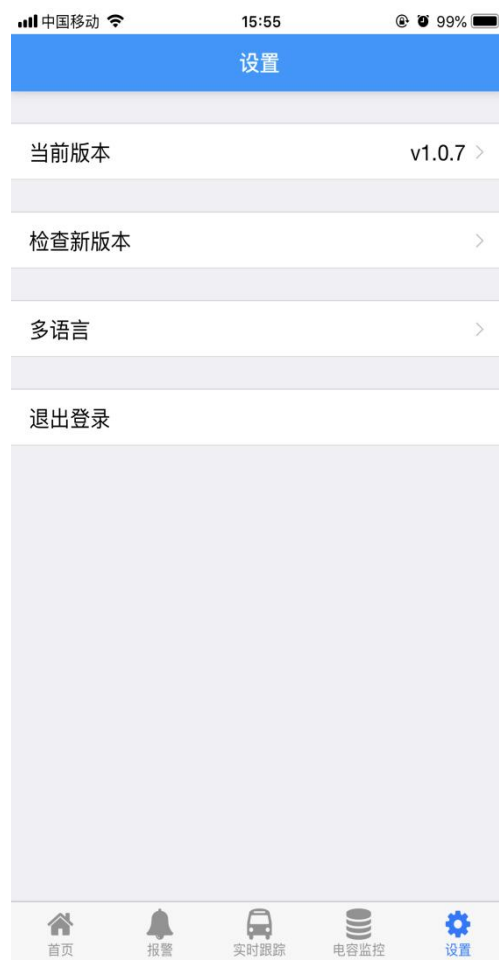 中国移动 15:55 99%
设置
当前版本 v1.0.7
检查新版本
多语言
退出登录
首页 报警 实时跟踪 电容监控 设置